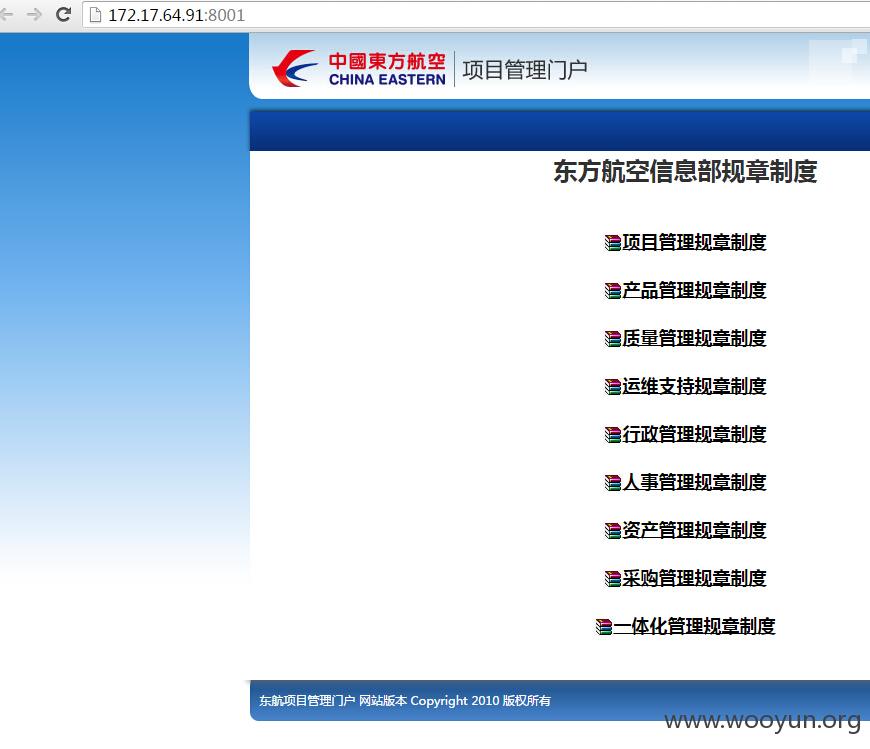 172.17.64.91:8001
中國東方航空
CHINA EASTERN
项目管理门户
东方航空信息部规章制度
项目管理规章制度
产品管理规章制度
质量管理规章制度
运维支持规章制度
行政管理规章制度
人事管理规章制度
资产管理规章制度
采购管理规章制度
一体化管理规章制度
东航项目管理门户 网站版本 Copyright 2010 版权所有
www.wooyun.org